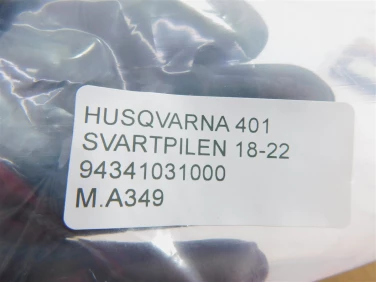 HUSQVARNA 401
SVARTPILEN 18-22
94341031000
M.A349